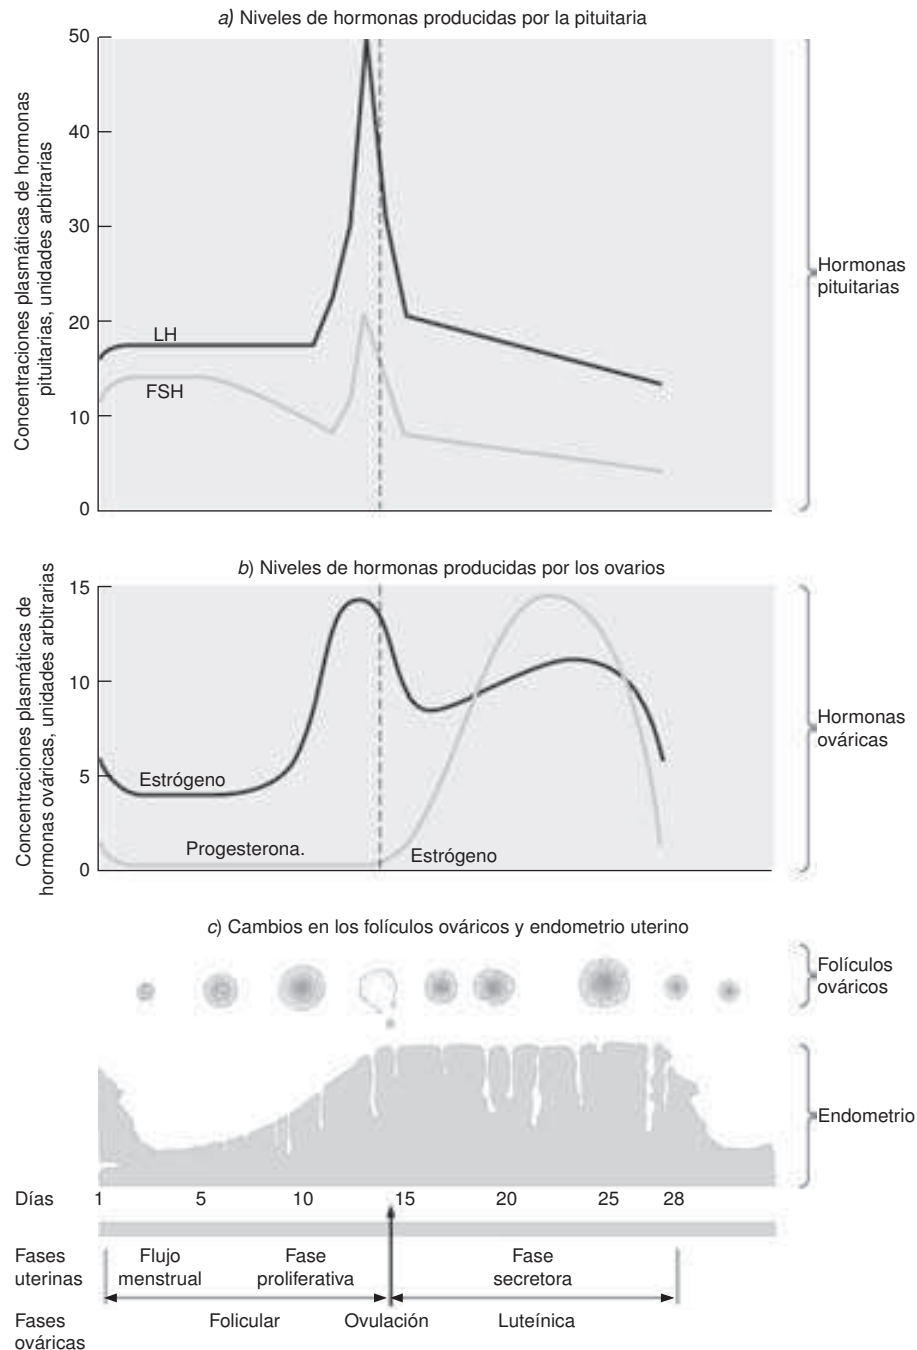 a) Niveles de hormonas producidas por la pituitaria
Concentraciones plasmáticas de hormonas
pituitarias, unidades arbitrarias
50
40
30
20
10
0
LH
FSH
Hormonas
pituitarias
b) Niveles de hormonas producidas por los ovarios
Concentraciones plasmáticas de
hormonas ováricas, unidades arbitrarias
15
10
5
0
Estrógeno
Progesterona.
Estrógeno
Hormonas
ováricas
c) Cambios en los folículos ováricos y endometrio uterino
Folículos
ováricos
Endometrio
Días
1
5
10
15
20
25
28
Fases
uterinas
Flujo
menstrual
Fase
proliferativa
Fase
secretora
Fases
ováricas
Folicular
Ovulación
Luteínica